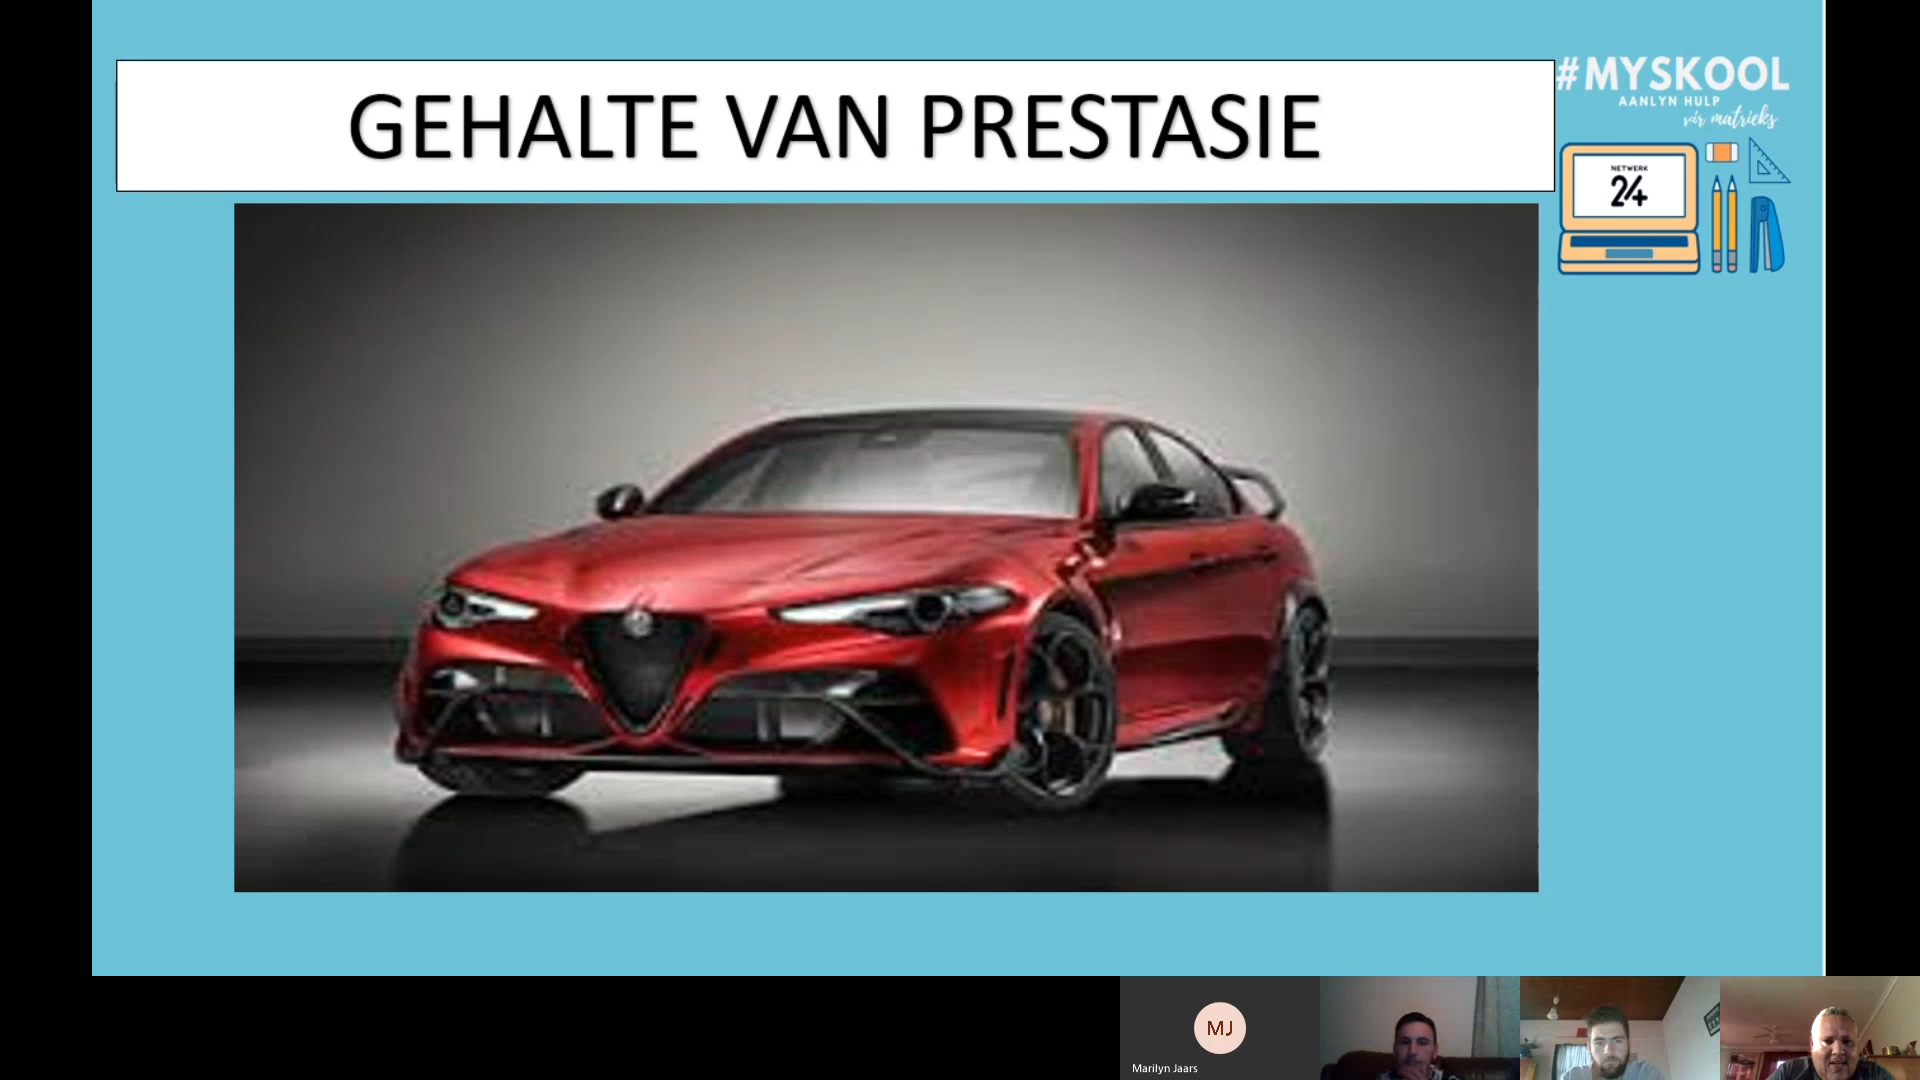 GEHALTE VAN PRESTASIE
#MYSKOOL
AANLYN HULP
vir matrieks
NETWERK
24
MJ
Marilyn Jaars